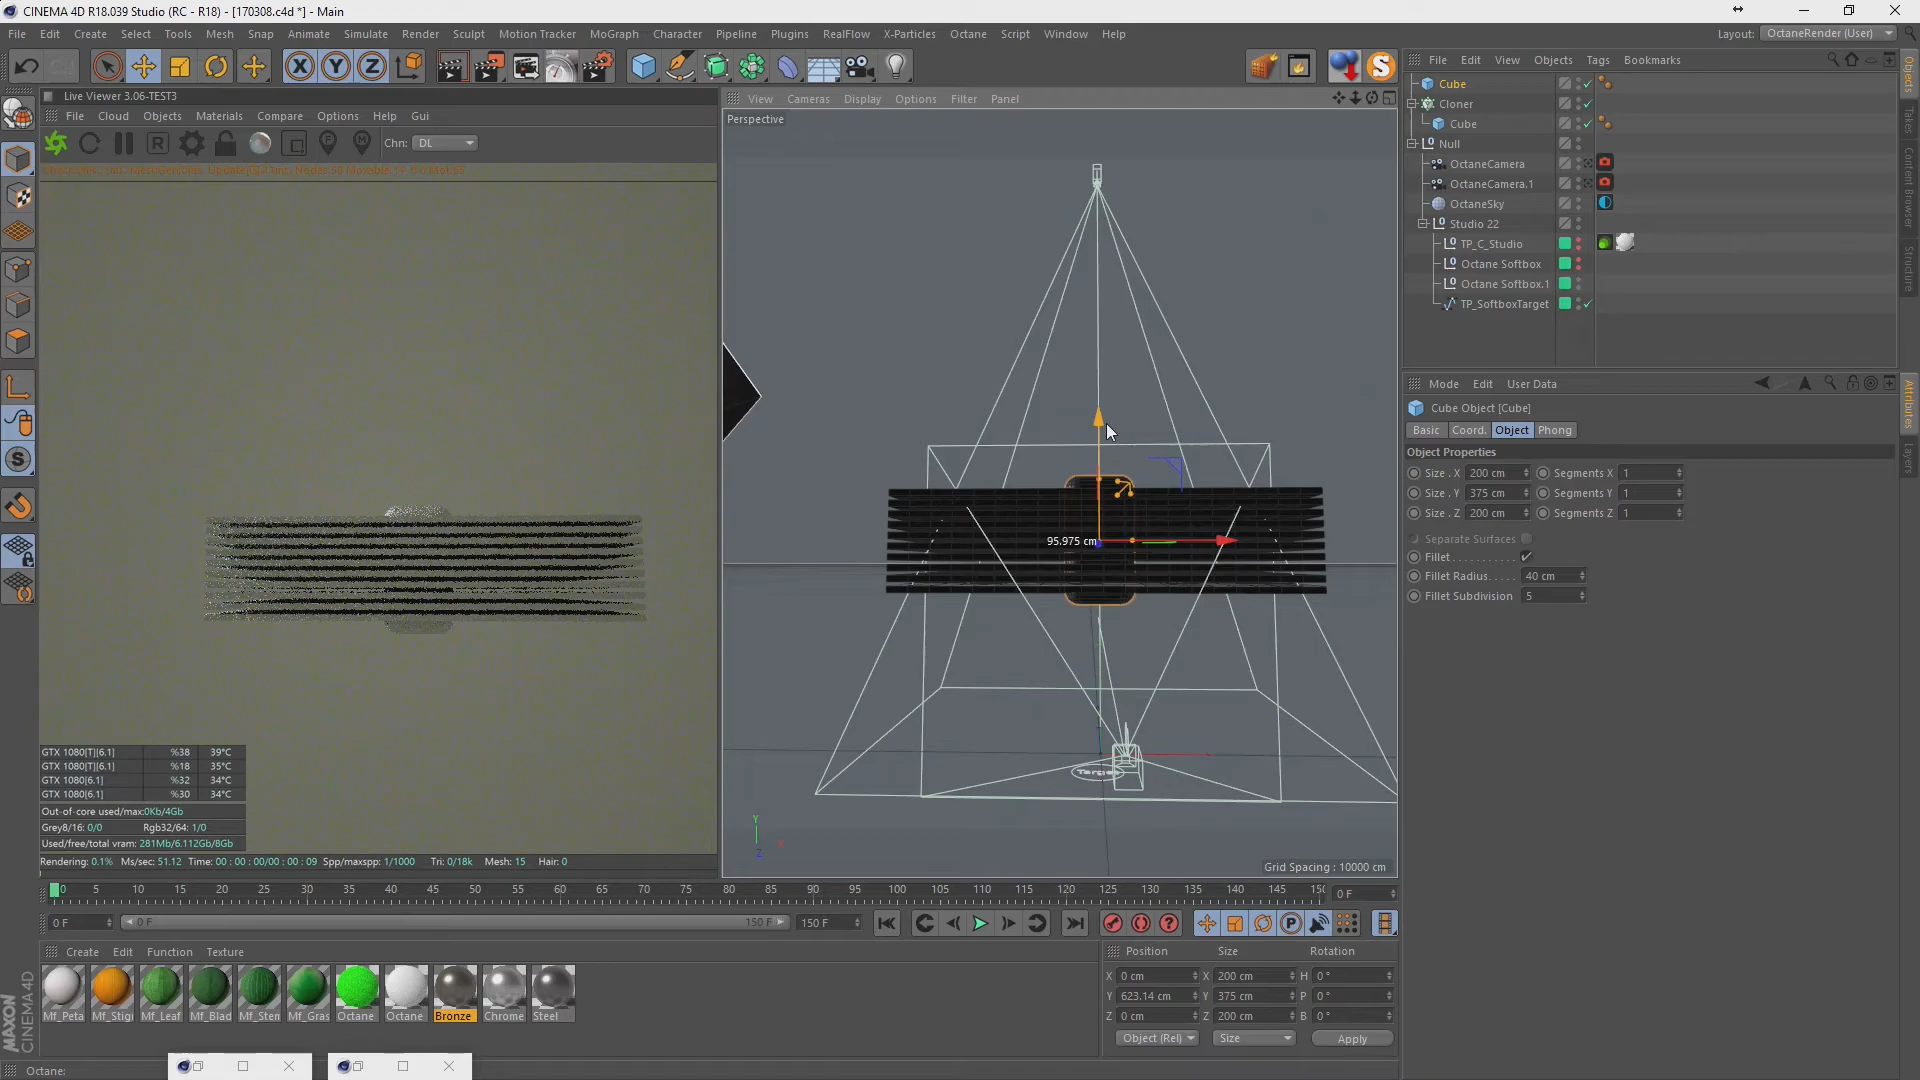 CINEMA 4D R18.039 Studio (RC - R18) - [170308.c4d *] - Main
File Edit Create Select Tools Mesh Snap Animate Simulate Render Sculpt Motion Tracker MoGraph Character Pipeline Plugins RealFlow X-Particles Octane Script Window Help
Layout: OctaneRender (User)
Live Viewer 3.06-TEST3
File Cloud Objects Materials Compare Options Help Gui
Chn: DL
View Cameras Display Options Filter Panel
Perspective
95.975 cm
Grid Spacing : 10000 cm
Y
X
Z
GTX 1080[T][6.1] %38 39°C
GTX 1080[T][6.1] %18 35°C
GTX 1080[6.1] %32 34°C
GTX 1080[6.1] %30 34°C
Out-of-core used/max:0Kb/4Gb
Grey8/16: 0/0 Rgb32/64: 1/0
Used/free/total vram: 281Mb/6.112Gb/8Gb
Rendering: 0.1% Ms/sec: 51.12 Time: 00 : 00 : 00/00 : 00 : 09 Spp/maxspp: 1/1000 Tri: 0/18k Mesh: 15 Hair: 0
File Edit View Objects Tags Bookmarks
Cube
Cloner
Cube
Null
OctaneCamera
OctaneCamera.1
OctaneSky
Studio 22
TP_C_Studio
Octane Softbox
Octane Softbox.1
TP_SoftboxTarget
Objects
Takes
Content Browser
Structure
Attributes
Layers
Mode Edit User Data
Cube Object [Cube]
Basic Coord. Object Phong
Object Properties
Size . X 200 cm Segments X 1
Size . Y 375 cm Segments Y 1
Size . Z 200 cm Segments Z 1
Separate Surfaces
Fillet
Fillet Radius 40 cm
Fillet Subdivision 5
0 5 10 15 20 25 30 35 40 45 50 55 60 65 70 75 80 85 90 95 100 105 110 115 120 125 130 135 140 145 150
0 F
0 F 0 F 150 F 150 F
Create Edit Function Texture
Mf_Peta Mf_Stig Mf_Leaf Mf_Blad Mf_Stem Mf_Gras Octane Octane Bronze Chrome Steel
Position Size Rotation
X 0 cm X 200 cm H 0 °
Y 623.14 cm Y 375 cm P 0 °
Z 0 cm Z 200 cm B 0 °
Object (Rel) Size Apply
MAXON
CINEMA 4D
Octane: